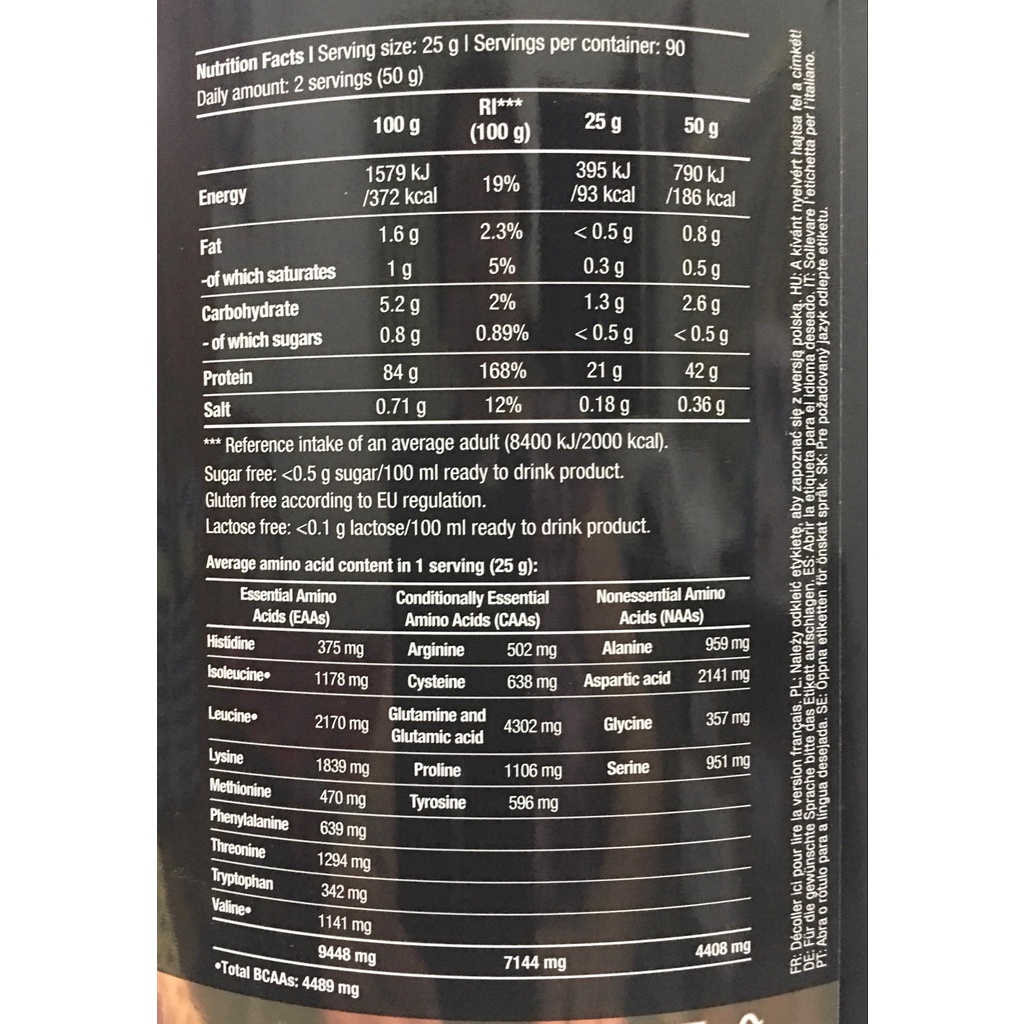 Nutrition Facts | Serving size: 25 g | Servings per container: 90
Daily amount: 2 servings (50 g)
100 g RI*** (100 g) 25 g 50 g
Energy 1579 kJ /372 kcal 19% 395 kJ /93 kcal 790 kJ /186 kcal
Fat 1.6 g 2.3% < 0.5 g 0.8 g
-of which saturates 1 g 5% 0.3 g 0.5 g
Carbohydrate 5.2 g 2% 1.3 g 2.6 g
- of which sugars 0.8 g 0.89% < 0.5 g < 0.5 g
Protein 84 g 168% 21 g 42 g
Salt 0.71 g 12% 0.18 g 0.36 g
*** Reference intake of an average adult (8400 kJ/2000 kcal).
Sugar free: <0.5 g sugar/100 ml ready to drink product.
Gluten free according to EU regulation.
Lactose free: <0.1 g lactose/100 ml ready to drink product.
Average amino acid content in 1 serving (25 g):
Essential Amino Acids (EAAs) Conditionally Essential Amino Acids (CAAs) Nonessential Amino Acids (NAAs)
Histidine 375 mg Arginine 502 mg Alanine 959 mg
Isoleucine• 1178 mg Cysteine 638 mg Aspartic acid 2141 mg
Leucine• 2170 mg Glutamine and Glutamic acid 4302 mg Glycine 357 mg
Lysine 1839 mg Proline 1106 mg Serine 951 mg
Methionine 470 mg Tyrosine 596 mg
Phenylalanine 639 mg
Threonine 1294 mg
Tryptophan 342 mg
Valine• 1141 mg
9448 mg 7144 mg 4408 mg
•Total BCAAs: 4489 mg
FR: Décoller ici pour lire la version français. PL: Należy odkleić etykietę, aby zapoznać się z wersją polską. HU: A kívánt nyelvért hajtsa fel a címkét!
DE: Für die gewünschte Sprache bitte das Etikett aufschlagen. ES: Abrir la etiqueta para el idioma deseado. IT: Sollevare l'etichetta per l'italiano.
PT: Abra o rótulo para a língua desejada. SE: Öppna etiketten för önskat språk. SK: Pre požadovaný jazyk odlepte etiketu.